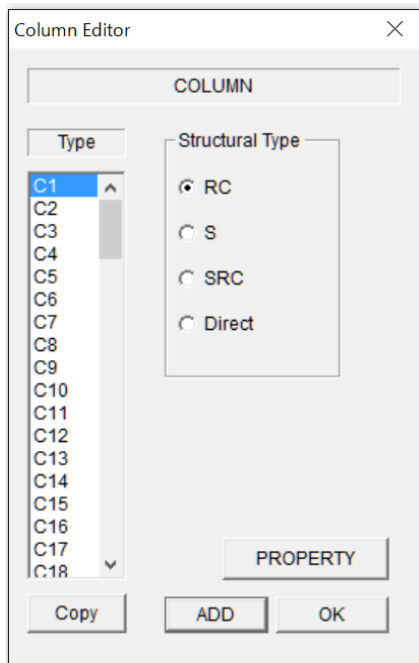 Column Editor
COLUMN
Type
Structural Type
C1
C2
C3
C4
C5
C6
C7
C8
C9
C10
C11
C12
C13
C14
C15
C16
C17
C18
RC
S
SRC
Direct
PROPERTY
Copy
ADD
OK